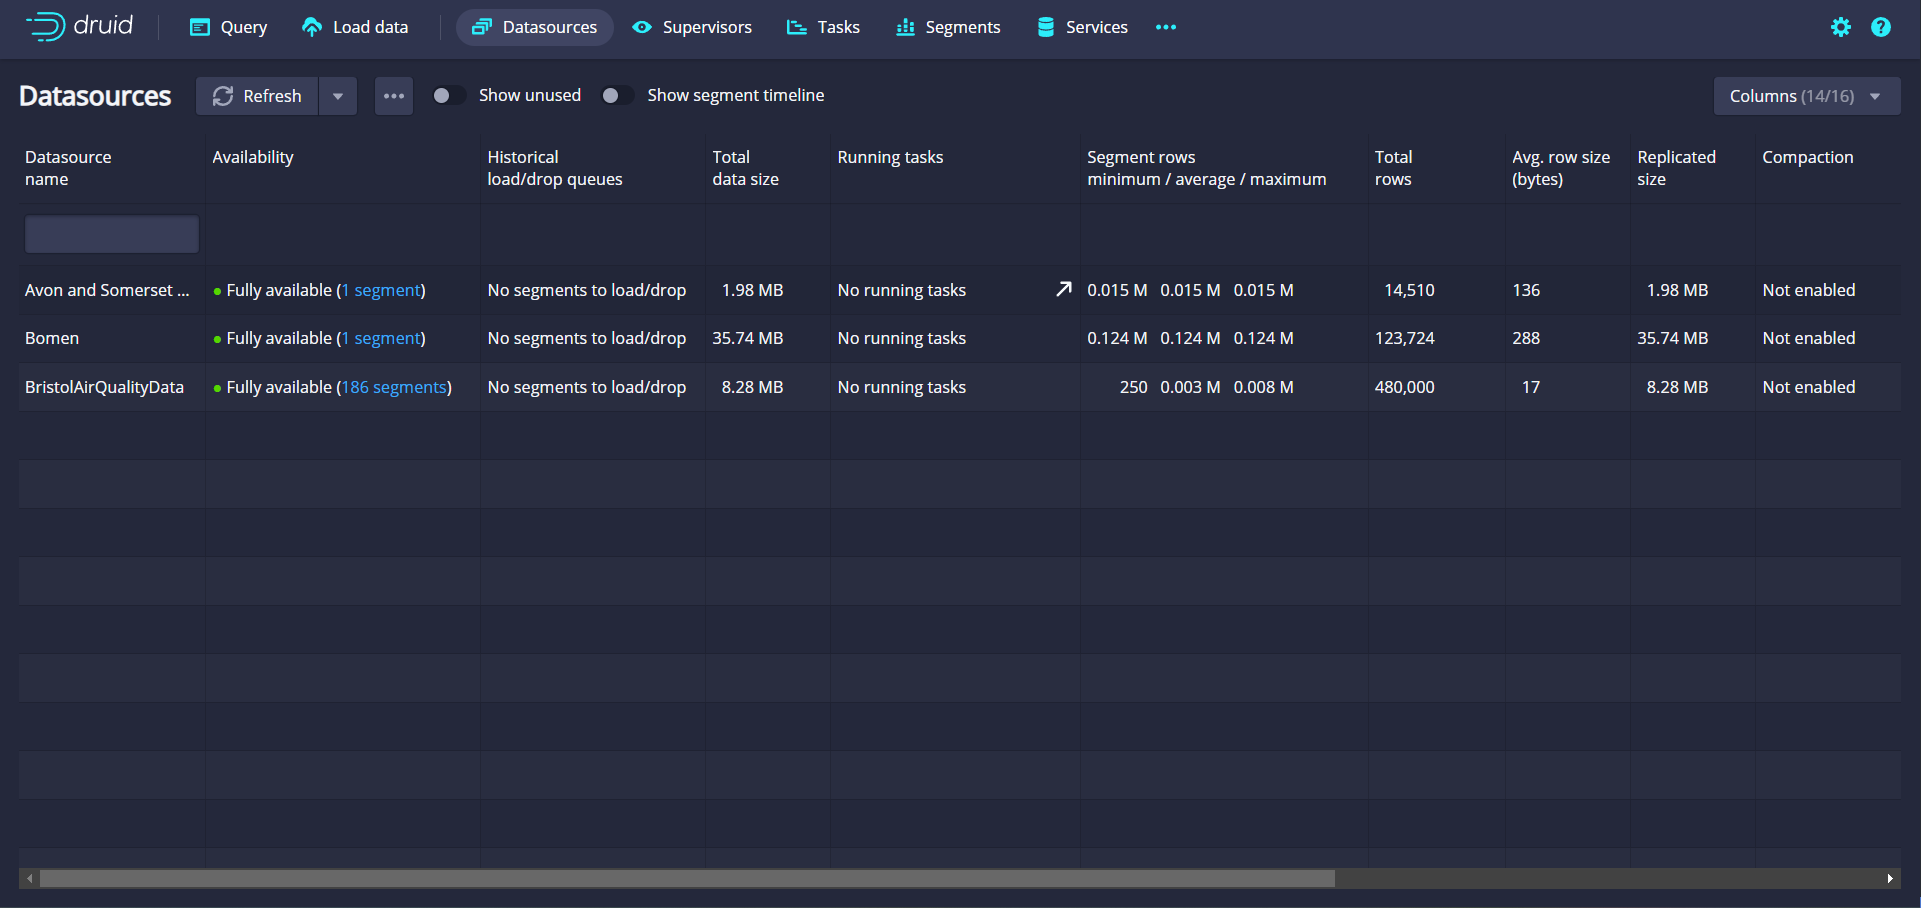 druid Query Load data Datasources Supervisors Tasks Segments Services
Datasources Refresh Show unused Show segment timeline Columns (14/16)
Datasource name Availability Historical load/drop queues Total data size Running tasks Segment rows minimum / average / maximum Total rows Avg. row size (bytes) Replicated size Compaction
Avon and Somerset ... Fully available (1 segment) No segments to load/drop 1.98 MB No running tasks 0.015 M 0.015 M 0.015 M 14,510 136 1.98 MB Not enabled
Bomen Fully available (1 segment) No segments to load/drop 35.74 MB No running tasks 0.124 M 0.124 M 0.124 M 123,724 288 35.74 MB Not enabled
BristolAirQualityData Fully available (186 segments) No segments to load/drop 8.28 MB No running tasks 250 0.003 M 0.008 M 480,000 17 8.28 MB Not enabled